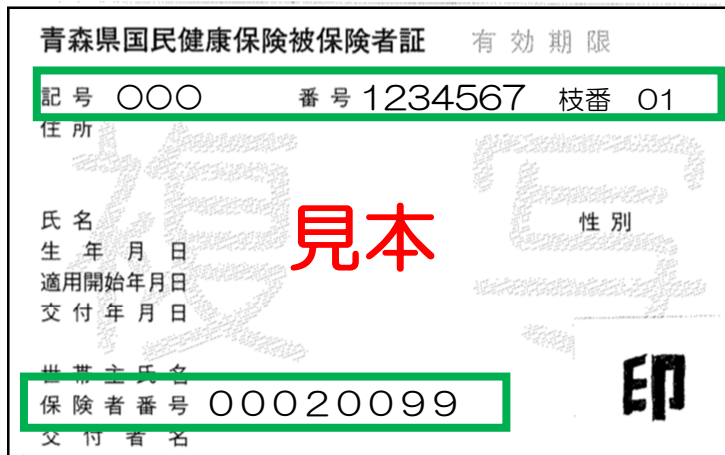 青森県国民健康保険被保険者証 有効期限
記号 〇〇〇 番号 1234567 枝番 01
住所
複写
見本
氏名 性別
生年月日
適用開始年月日
交付年月日
世帯主氏名
保険者番号 00020099
印
交付者名